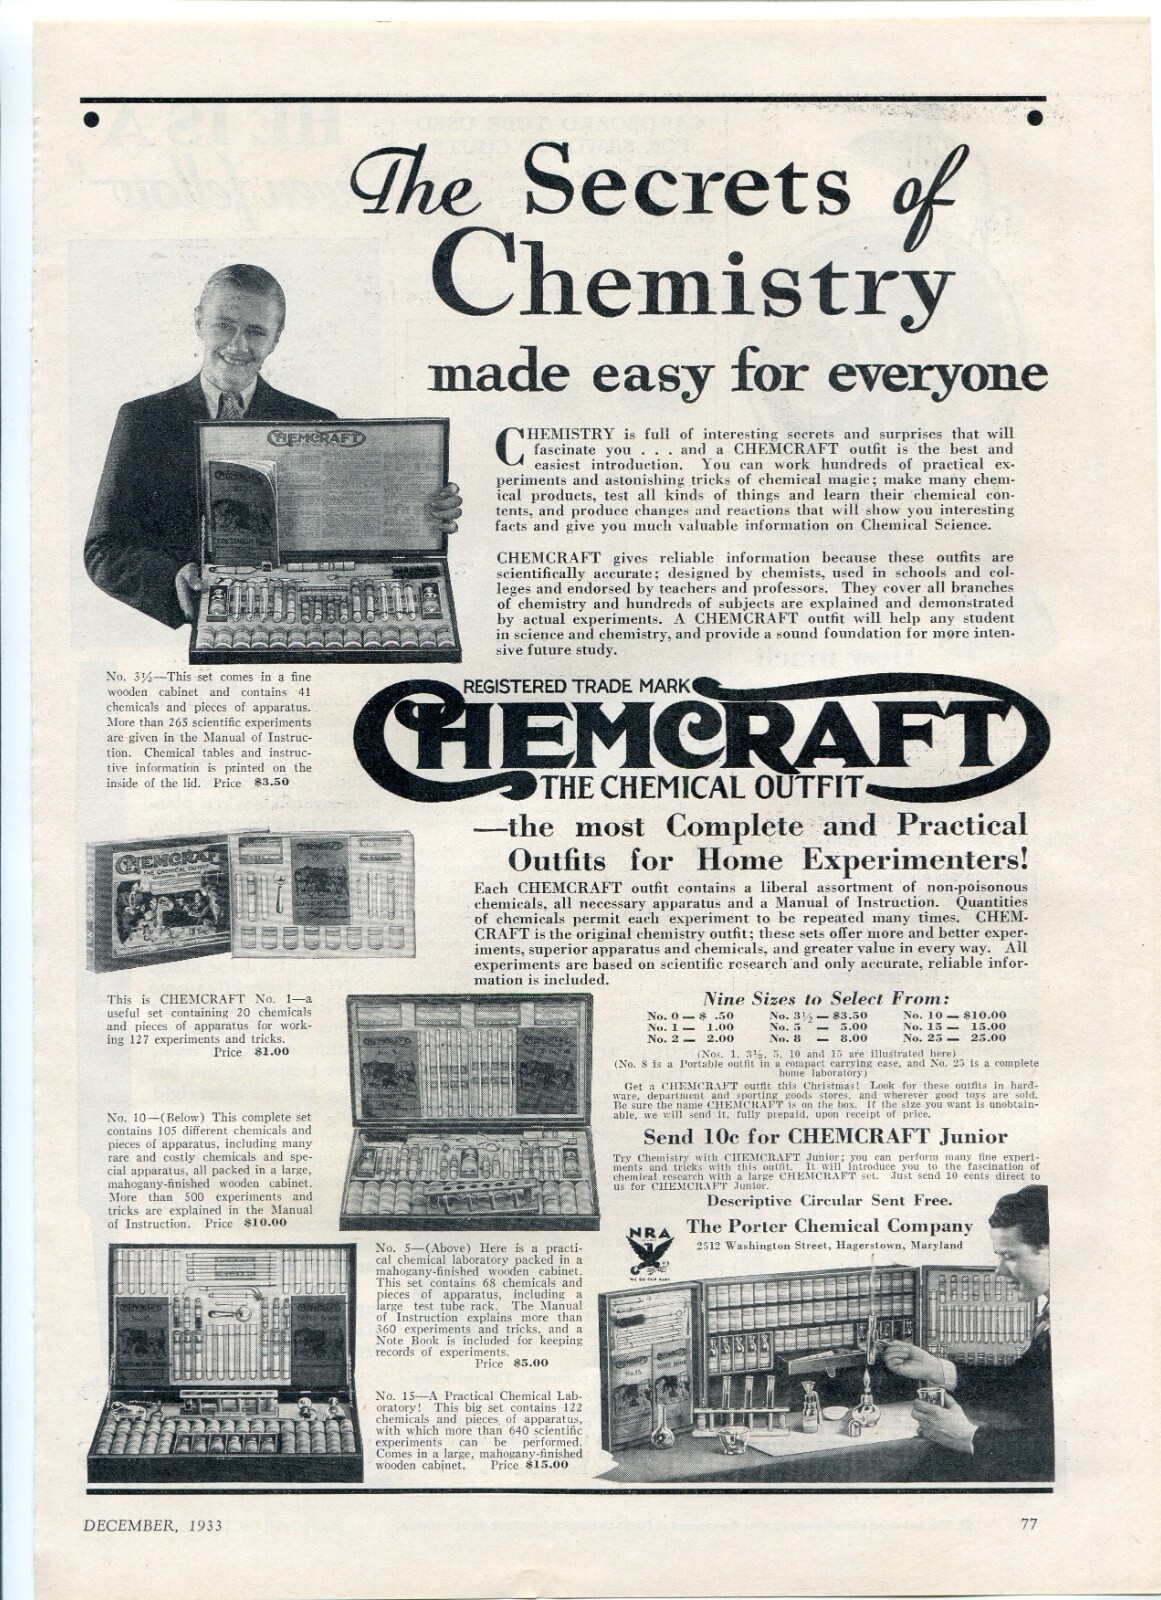 The Secrets of
Chemistry
made easy for everyone
CHEMISTRY is full of interesting secrets and surprises that will
fascinate you . . . and a CHEMCRAFT outfit is the best and
easiest introduction. You can work hundreds of practical ex-
periments and astonishing tricks of chemical magic; make many chem-
ical products, test all kinds of things and learn their chemical con-
tents, and produce changes and reactions that will show you interesting
facts and give you much valuable information on Chemical Science.
CHEMCRAFT gives reliable information because these outfits are
scientifically accurate; designed by chemists, used in schools and col-
leges and endorsed by teachers and professors. They cover all branches
of chemistry and hundreds of subjects are explained and demonstrated
by actual experiments. A CHEMCRAFT outfit will help any student
in science and chemistry, and provide a sound foundation for more inten-
sive future study.
CHEMCRAFT
No. 3½—This set comes in a fine
wooden cabinet and contains 41
chemicals and pieces of apparatus.
More than 265 scientific experiments
are given in the Manual of Instruc-
tion. Chemical tables and instruc-
tive information is printed on the
inside of the lid. Price $3.50
REGISTERED TRADE MARK
CHEMCRAFT
THE CHEMICAL OUTFIT
—the most Complete and Practical
Outfits for Home Experimenters!
Each CHEMCRAFT outfit contains a liberal assortment of non-poisonous
chemicals, all necessary apparatus and a Manual of Instruction. Quantities
of chemicals permit each experiment to be repeated many times. CHEM-
CRAFT is the original chemistry outfit; these sets offer more and better exper-
iments, superior apparatus and chemicals, and greater value in every way. All
experiments are based on scientific research and only accurate, reliable infor-
mation is included.
CHEMCRAFT
THE CHEMICAL OUTFIT
This is CHEMCRAFT No. 1—a
useful set containing 20 chemicals
and pieces of apparatus for work-
ing 127 experiments and tricks.
Price $1.00
No. 10—(Below) This complete set
contains 105 different chemicals and
pieces of apparatus, including many
rare and costly chemicals and spe-
cial apparatus, all packed in a large,
mahogany-finished wooden cabinet.
More than 500 experiments and
tricks are explained in the Manual
of Instruction. Price $10.00
Nine Sizes to Select From:
No. 0 — $ .50 No. 3½ — $3.50 No. 10 — $10.00
No. 1 — 1.00 No. 5 — 5.00 No. 15 — 15.00
No. 2 — 2.00 No. 8 — 8.00 No. 25 — 25.00
(Nos. 1, 3½, 5, 10 and 15 are illustrated here)
(No. 8 is a Portable outfit in a compact carrying case, and No. 25 is a complete
home laboratory)
Get a CHEMCRAFT outfit this Christmas! Look for these outfits in hard-
ware, department and sporting goods stores, and wherever good toys are sold.
Be sure the name CHEMCRAFT is on the box. If the size you want is unobtain-
able, we will send it, fully prepaid, upon receipt of price.
Send 10c for CHEMCRAFT Junior
Try Chemistry with CHEMCRAFT Junior; you can perform many fine experi-
ments and tricks with this outfit. It will introduce you to the fascination of
chemical research with a large CHEMCRAFT set. Just send 10 cents direct to
us for CHEMCRAFT Junior.
Descriptive Circular Sent Free.
NRA
WE DO OUR PART
The Porter Chemical Company
2512 Washington Street, Hagerstown, Maryland
No. 5—(Above) Here is a practi-
cal chemical laboratory packed in a
mahogany-finished wooden cabinet.
This set contains 68 chemicals and
pieces of apparatus, including a
large test tube rack. The Manual
of Instruction explains more than
360 experiments and tricks, and a
Note Book is included for keeping
records of experiments.
Price $5.00
No. 15—A Practical Chemical Lab-
oratory! This big set contains 122
chemicals and pieces of apparatus,
with which more than 640 scientific
experiments can be performed.
Comes in a large, mahogany-finished
wooden cabinet. Price $15.00
No. 15
NOTE BOOK
DECEMBER, 1933
77